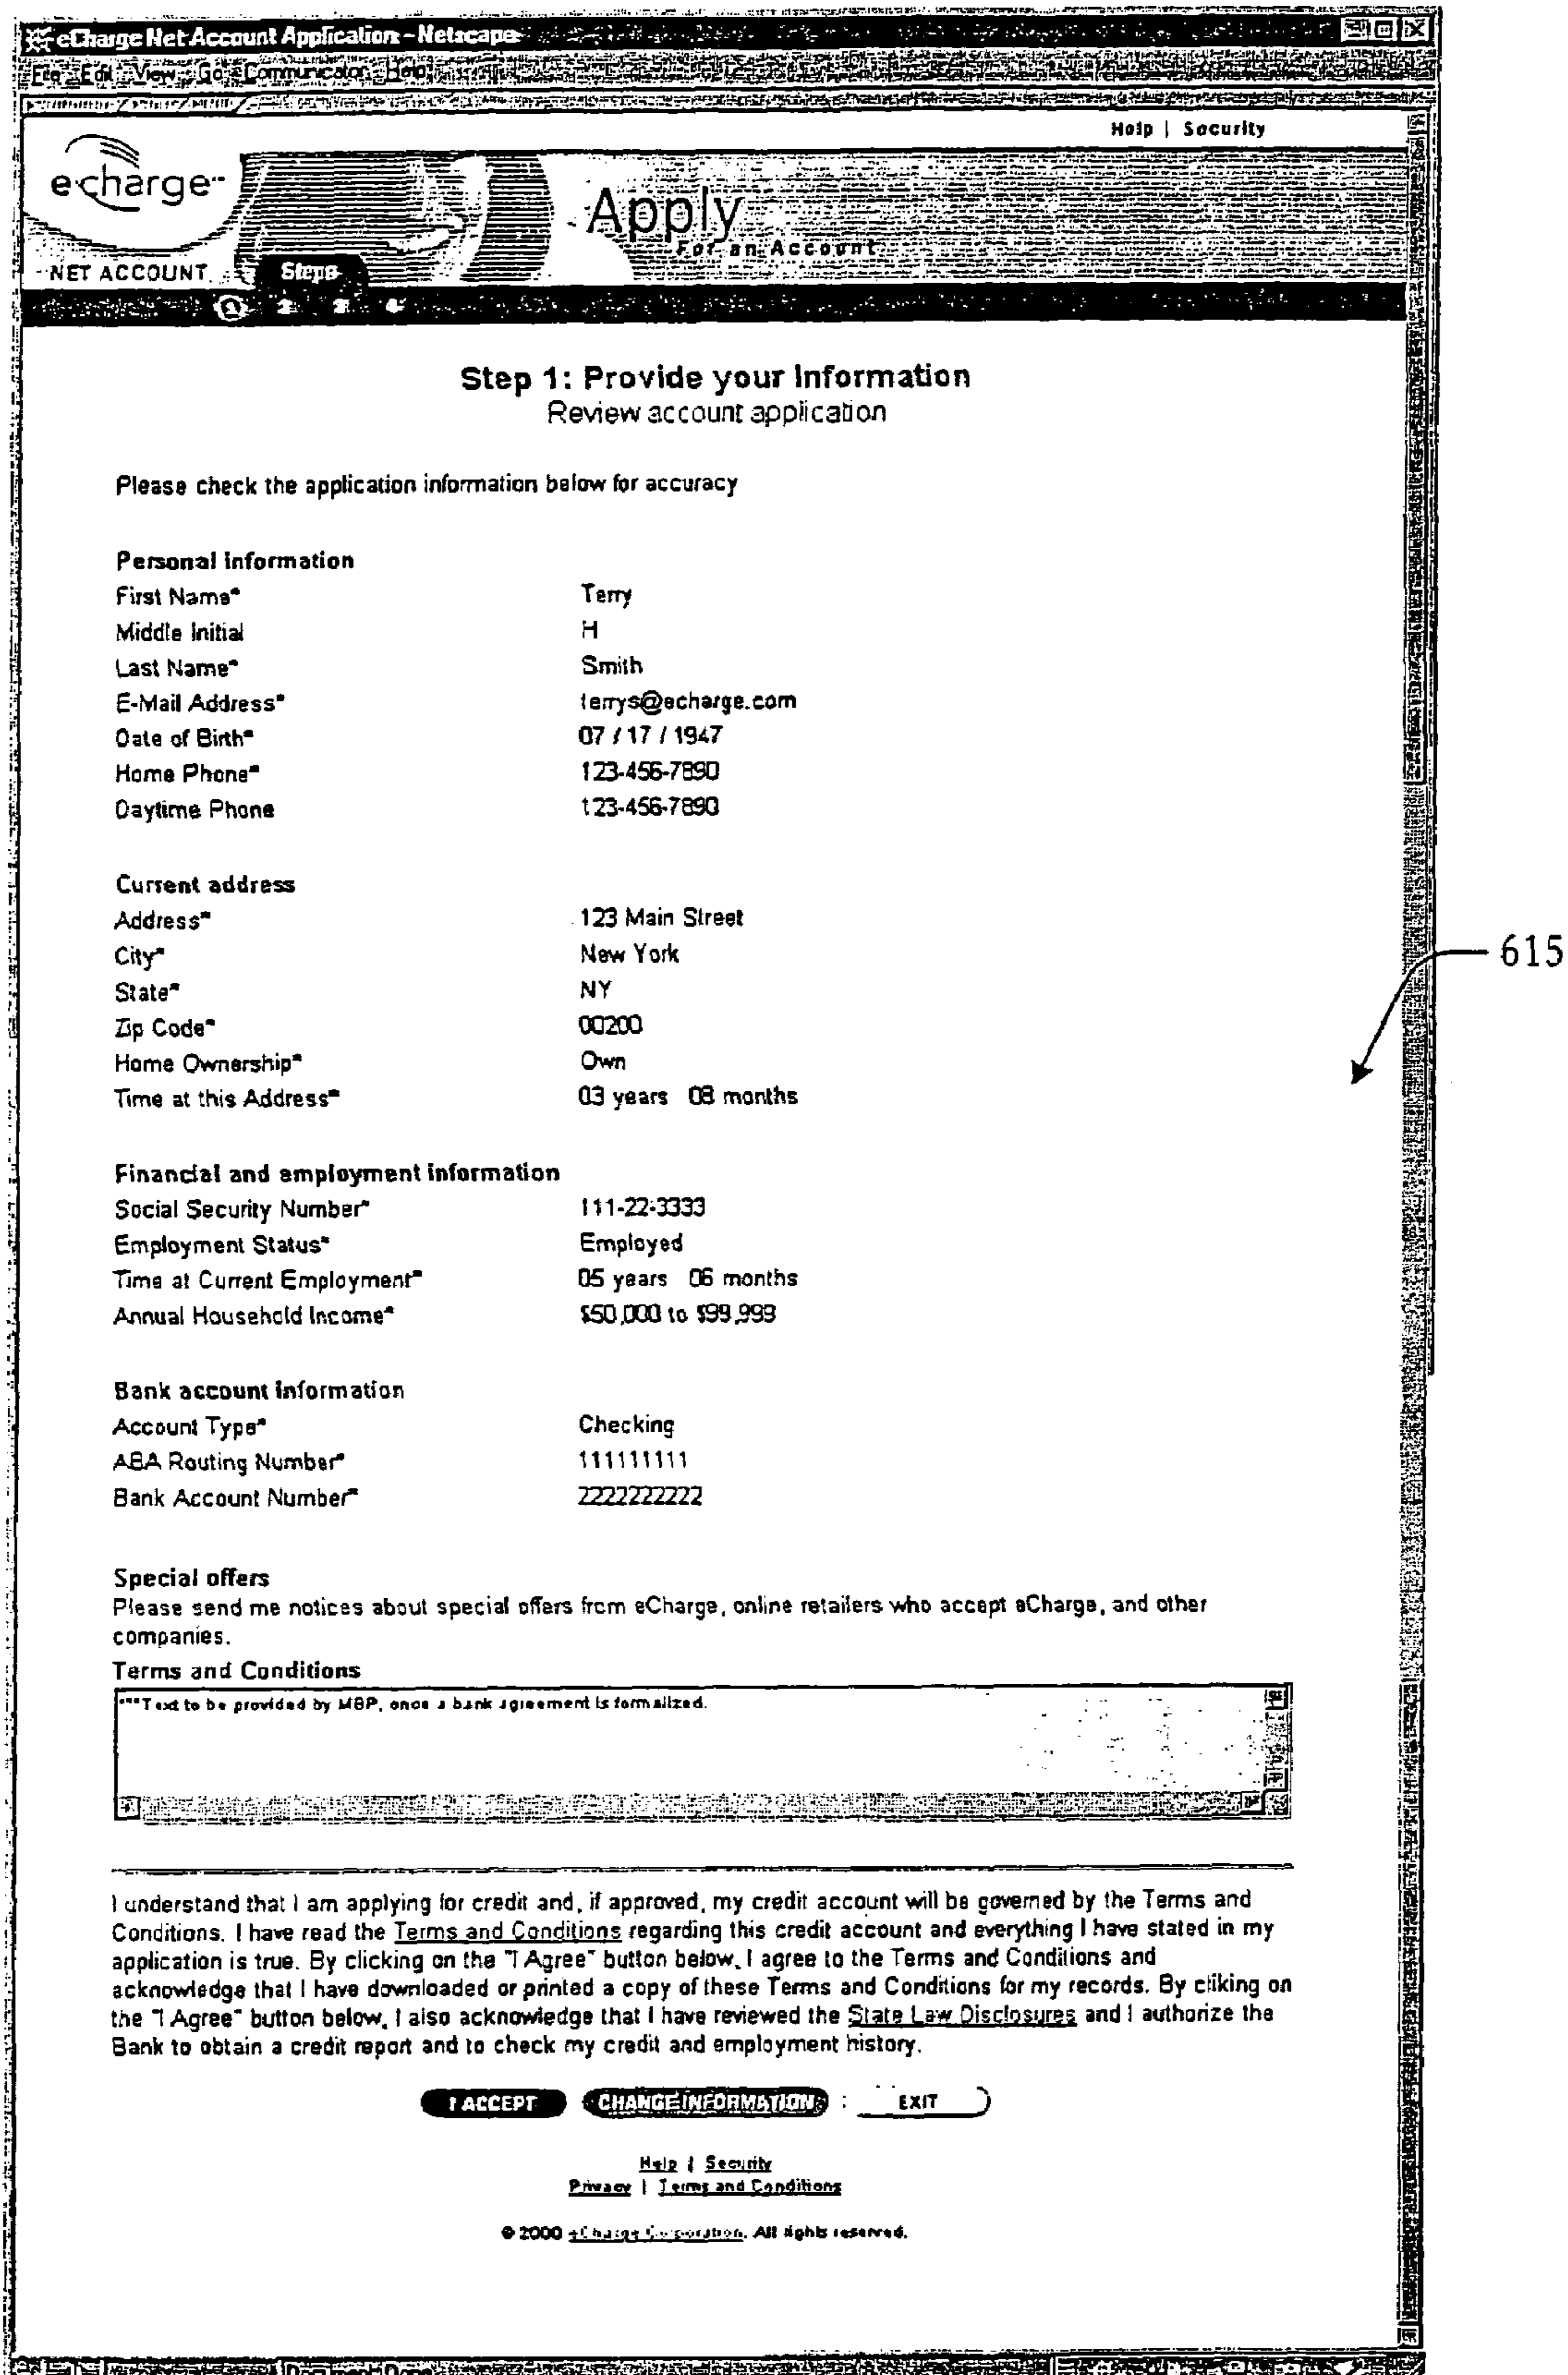 eCharge Net Account Application - Netscape
File Edit View Go Communicator Help
Help | Security
echarge
Apply
For an Account
NET ACCOUNT Steps
1 2 3 4
Step 1: Provide your Information
Review account application
Please check the application information below for accuracy
Personal information
First Name* Terry
Middle Initial H
Last Name* Smith
E-Mail Address* terrys@echarge.com
Date of Birth* 07 / 17 / 1947
Home Phone* 123-456-7890
Daytime Phone 123-456-7890
Current address
Address* 123 Main Street
City* New York
615
State* NY
Zip Code* 00200
Home Ownership* Own
Time at this Address* 03 years 08 months
Financial and employment information
Social Security Number* 111-22-3333
Employment Status* Employed
Time at Current Employment* 05 years 06 months
Annual Household Income* $50,000 to $99,999
Bank account information
Account Type* Checking
ABA Routing Number* 111111111
Bank Account Number* 2222222222
Special offers
Please send me notices about special offers from eCharge, online retailers who accept eCharge, and other
companies.
Terms and Conditions
***Text to be provided by MBP, once a bank agreement is formalized.
I understand that I am applying for credit and, if approved, my credit account will be governed by the Terms and
Conditions. I have read the Terms and Conditions regarding this credit account and everything I have stated in my
application is true. By clicking on the "I Agree" button below, I agree to the Terms and Conditions and
acknowledge that I have downloaded or printed a copy of these Terms and Conditions for my records. By cliking on
the "I Agree" button below, I also acknowledge that I have reviewed the State Law Disclosures and I authorize the
Bank to obtain a credit report and to check my credit and employment history.
I ACCEPT CHANGE INFORMATION EXIT
Help | Security
Privacy | Terms and Conditions
© 2000 eCharge Corporation. All rights reserved.